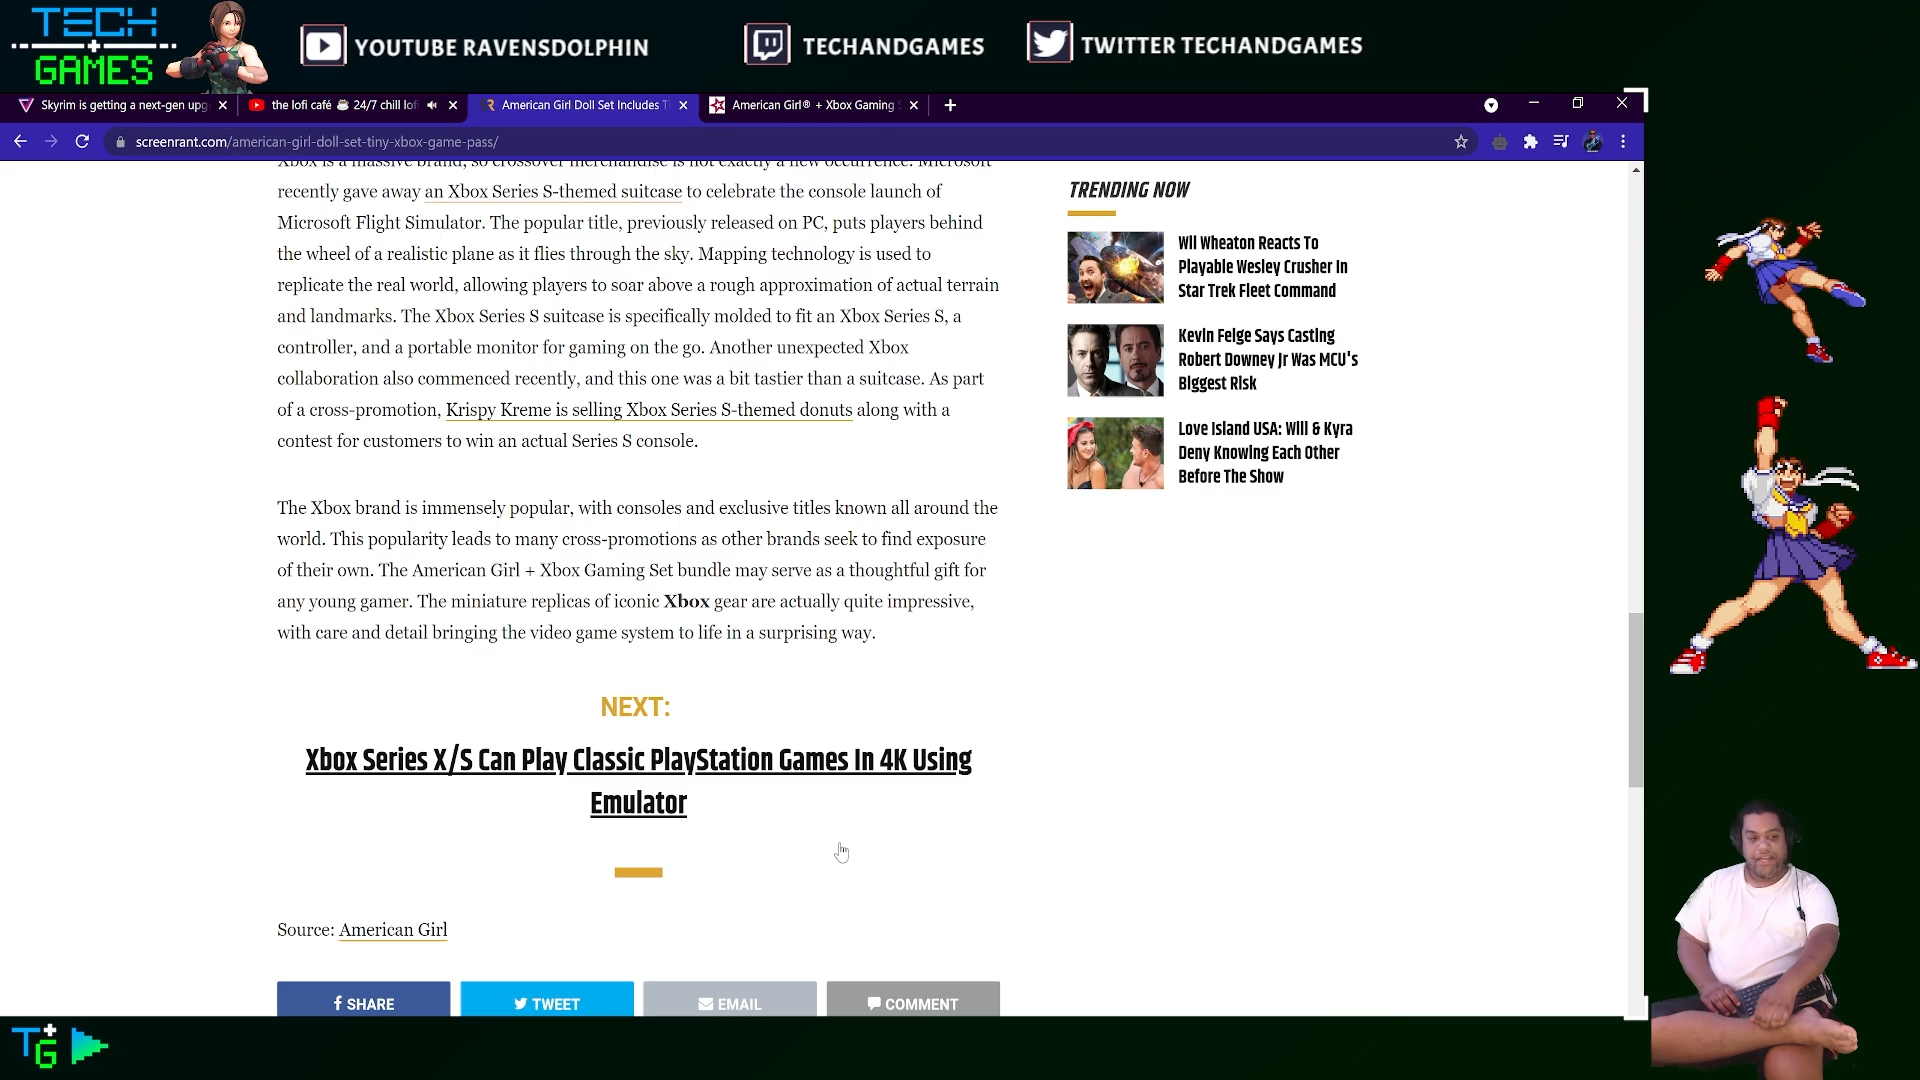 TECH
GAMES
YOUTUBE RAVENSDOLPHIN
TECHANDGAMES
TWITTER TECHANDGAMES
Skyrim is getting a next-gen upg
the lofi café ☕ 24/7 chill lofi
American Girl Doll Set Includes Ti
American Girl® + Xbox Gaming S
screenrant.com/american-girl-doll-set-tiny-xbox-game-pass/
Xbox is a massive brand, so crossover merchandise is not exactly a new occurrence. Microsoft
recently gave away an Xbox Series S-themed suitcase to celebrate the console launch of
Microsoft Flight Simulator. The popular title, previously released on PC, puts players behind
the wheel of a realistic plane as it flies through the sky. Mapping technology is used to
replicate the real world, allowing players to soar above a rough approximation of actual terrain
and landmarks. The Xbox Series S suitcase is specifically molded to fit an Xbox Series S, a
controller, and a portable monitor for gaming on the go. Another unexpected Xbox
collaboration also commenced recently, and this one was a bit tastier than a suitcase. As part
of a cross-promotion, Krispy Kreme is selling Xbox Series S-themed donuts along with a
contest for customers to win an actual Series S console.
The Xbox brand is immensely popular, with consoles and exclusive titles known all around the
world. This popularity leads to many cross-promotions as other brands seek to find exposure
of their own. The American Girl + Xbox Gaming Set bundle may serve as a thoughtful gift for
any young gamer. The miniature replicas of iconic Xbox gear are actually quite impressive,
with care and detail bringing the video game system to life in a surprising way.
NEXT:
Xbox Series X/S Can Play Classic PlayStation Games In 4K Using
Emulator
Source: American Girl
SHARE
TWEET
EMAIL
COMMENT
TRENDING NOW
Wil Wheaton Reacts To
Playable Wesley Crusher In
Star Trek Fleet Command
Kevin Feige Says Casting
Robert Downey Jr Was MCU's
Biggest Risk
Love Island USA: Will & Kyra
Deny Knowing Each Other
Before The Show
T+G